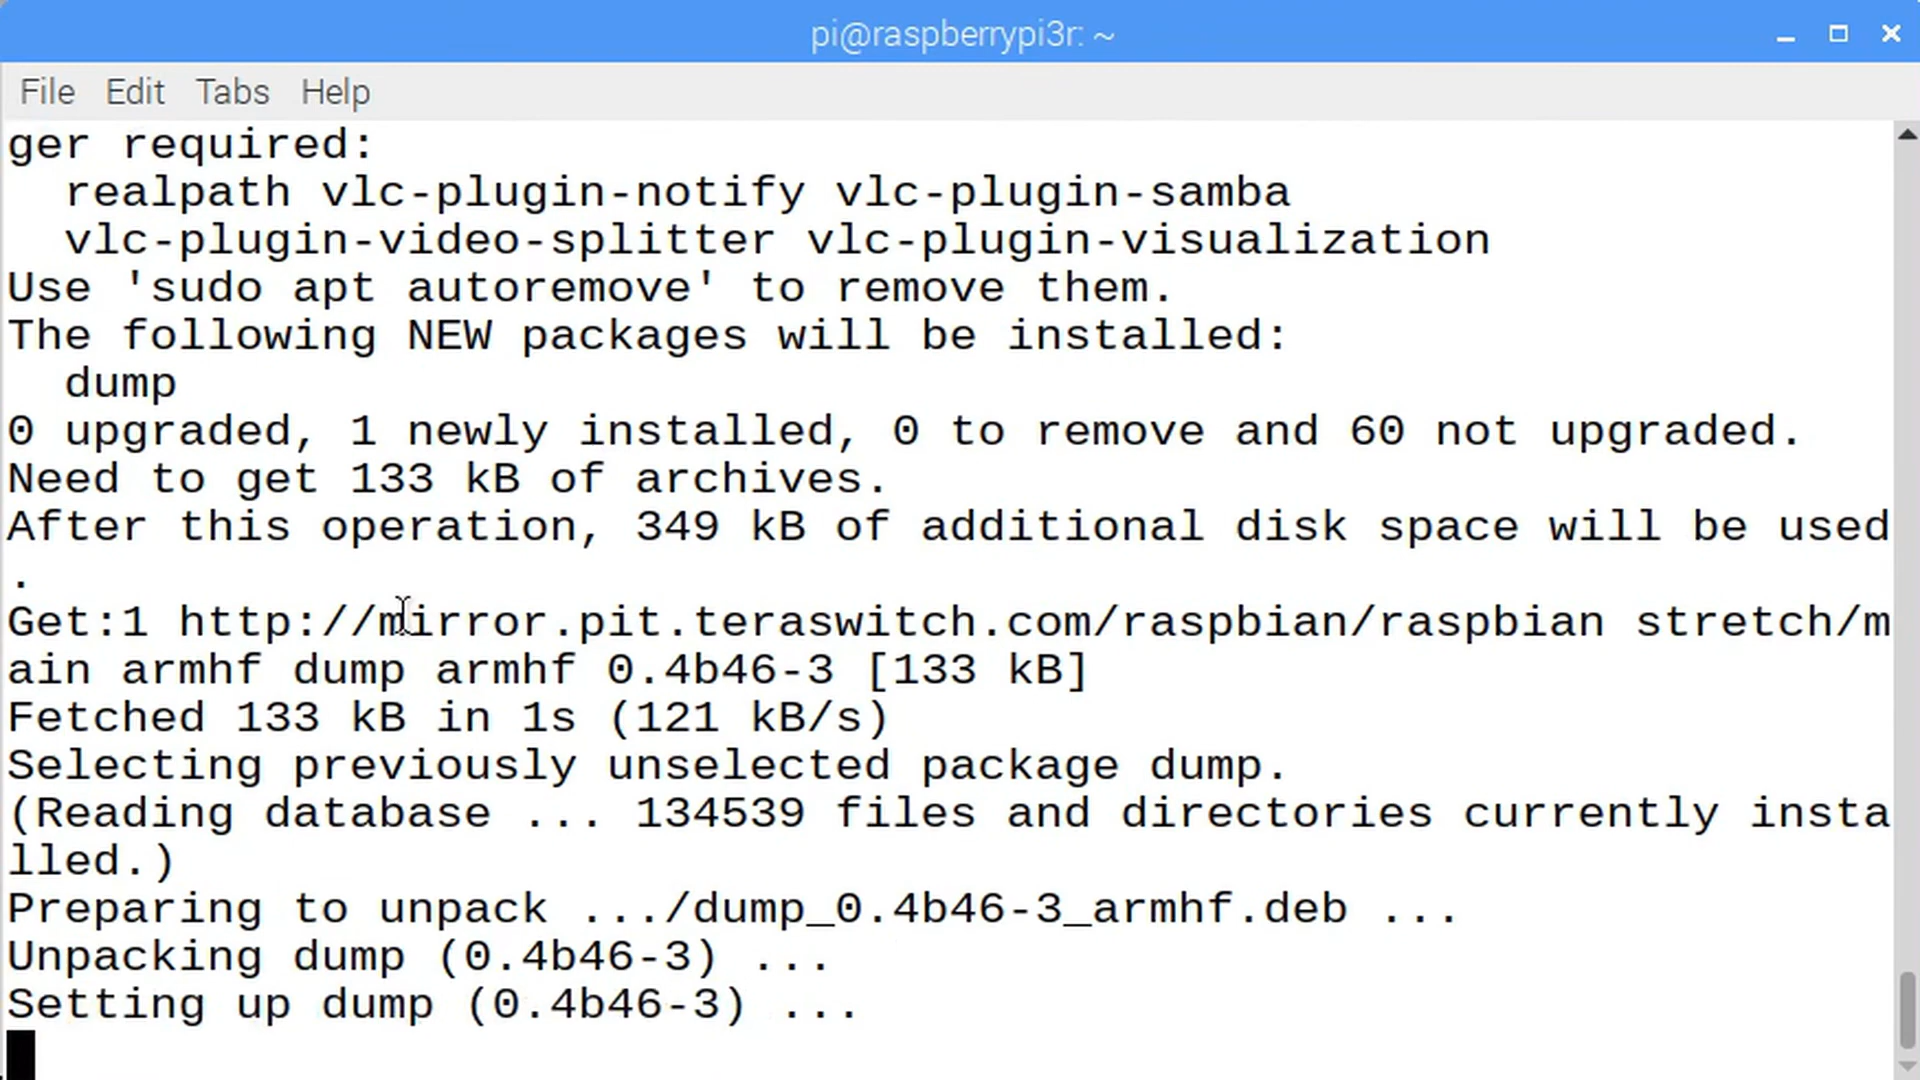 pi@raspberrypi3r: ~
File Edit Tabs Help
ger required:
  realpath vlc-plugin-notify vlc-plugin-samba
  vlc-plugin-video-splitter vlc-plugin-visualization
Use 'sudo apt autoremove' to remove them.
The following NEW packages will be installed:
  dump
0 upgraded, 1 newly installed, 0 to remove and 60 not upgraded.
Need to get 133 kB of archives.
After this operation, 349 kB of additional disk space will be used
.
Get:1 http://mirror.pit.teraswitch.com/raspbian/raspbian stretch/m
ain armhf dump armhf 0.4b46-3 [133 kB]
Fetched 133 kB in 1s (121 kB/s)
Selecting previously unselected package dump.
(Reading database ... 134539 files and directories currently insta
lled.)
Preparing to unpack .../dump_0.4b46-3_armhf.deb ...
Unpacking dump (0.4b46-3) ...
Setting up dump (0.4b46-3) ...